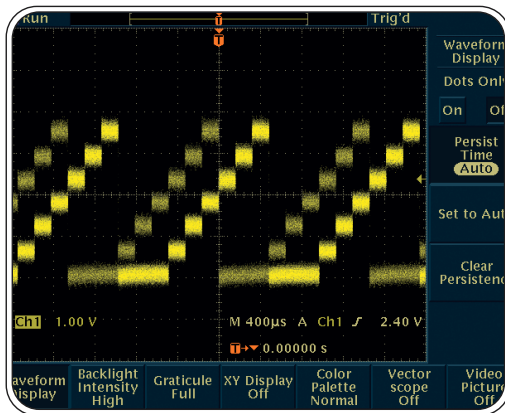 Run
Trig'd
Waveform
Display
Dots Only
On
Persist
Time
Auto
Set to Auto
Clear
Persistence
Ch1 1.00 V
M 400µs A Ch1 2.40 V
T 0.00000 s
Waveform
Display
Backlight
Intensity
High
Graticule
Full
XY Display
Off
Color
Palette
Normal
Vector
scope
Off
Video
Picture
Off